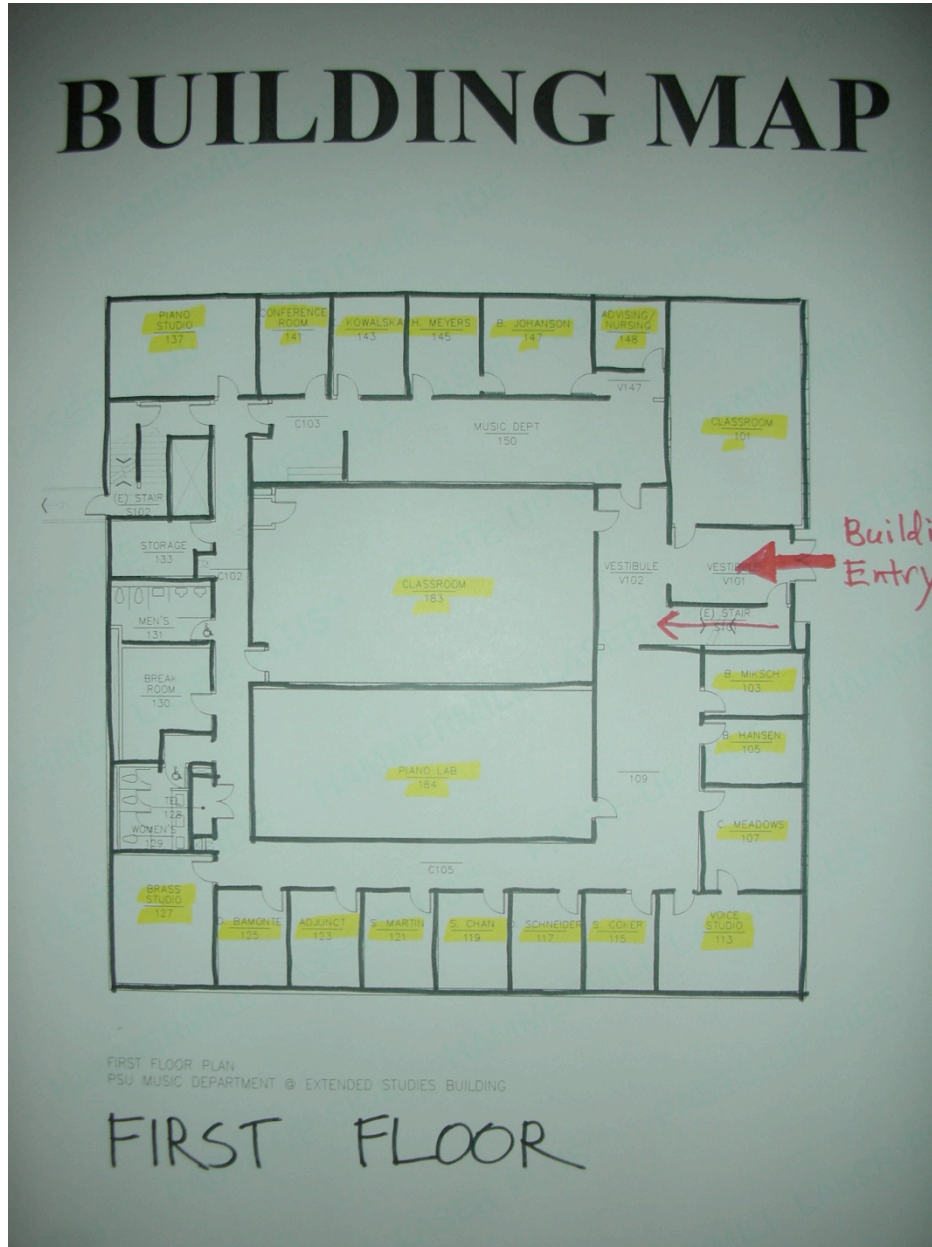 BUILDING MAP
PIANO
STUDIO
137
CONFERENCE
ROOM
141
KOWALSKA
143
H. MEYERS
145
B. JOHANSON
147
ADVISING/
NURSING
148
V147
C103
MUSIC DEPT
150
CLASSROOM
101
(E) STAIR
S102
STORAGE
133
C102
CLASSROOM
183
VESTIBULE
V102
VESTIBULE
V101
Buildi
Entry
(E) STAIR
MEN'S
131
B. MIKSCH
103
BREAK
ROOM
130
B. HANSEN
105
PIANO LAB
184
109
TEL
128
WOMEN'S
129
C. MEADOWS
107
C105
BRASS
STUDIO
127
BAMONTE
125
ADJUNCT
123
S. MARTIN
121
S. CHAN
119
SCHNEIDER
117
S. COKER
115
VOICE
STUDIO
113
FIRST FLOOR PLAN
PSU MUSIC DEPARTMENT @ EXTENDED STUDIES BUILDING
FIRST FLOOR